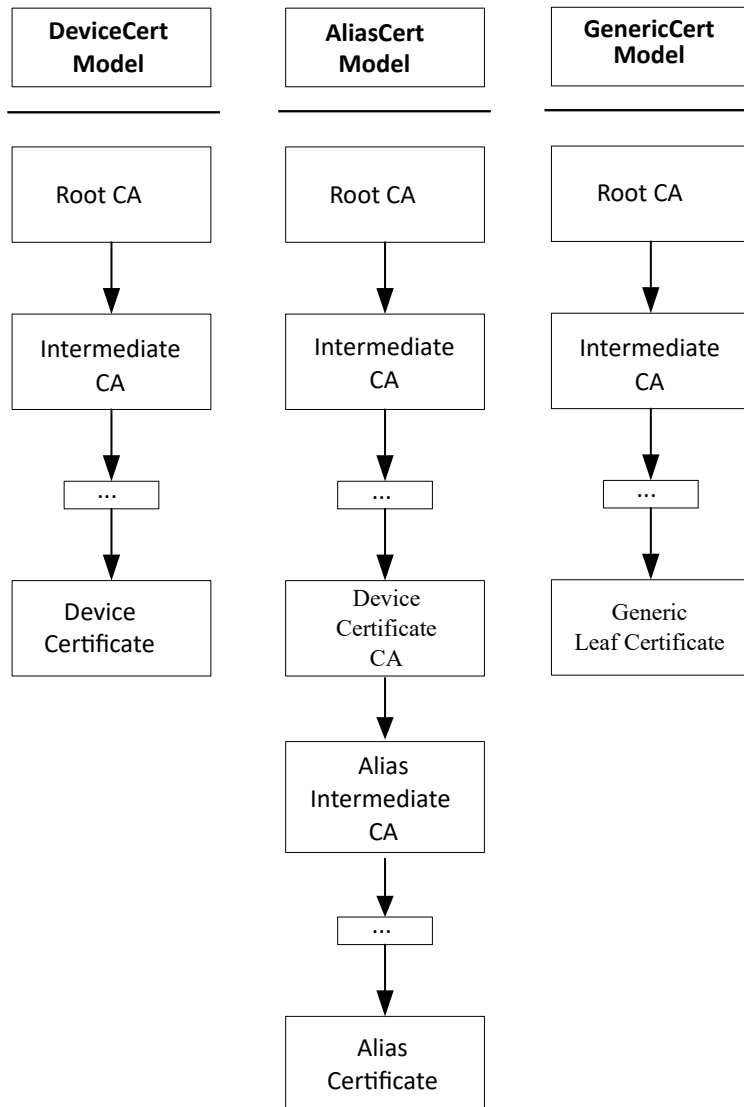 DeviceCert
Model
AliasCert
Model
GenericCert
Model
Root CA
Root CA
Root CA
Intermediate
CA
Intermediate
CA
Intermediate
CA
...
...
...
Device
Certificate
Device
Certificate
CA
Generic
Leaf Certificate
Alias
Intermediate
CA
...
Alias
Certificate